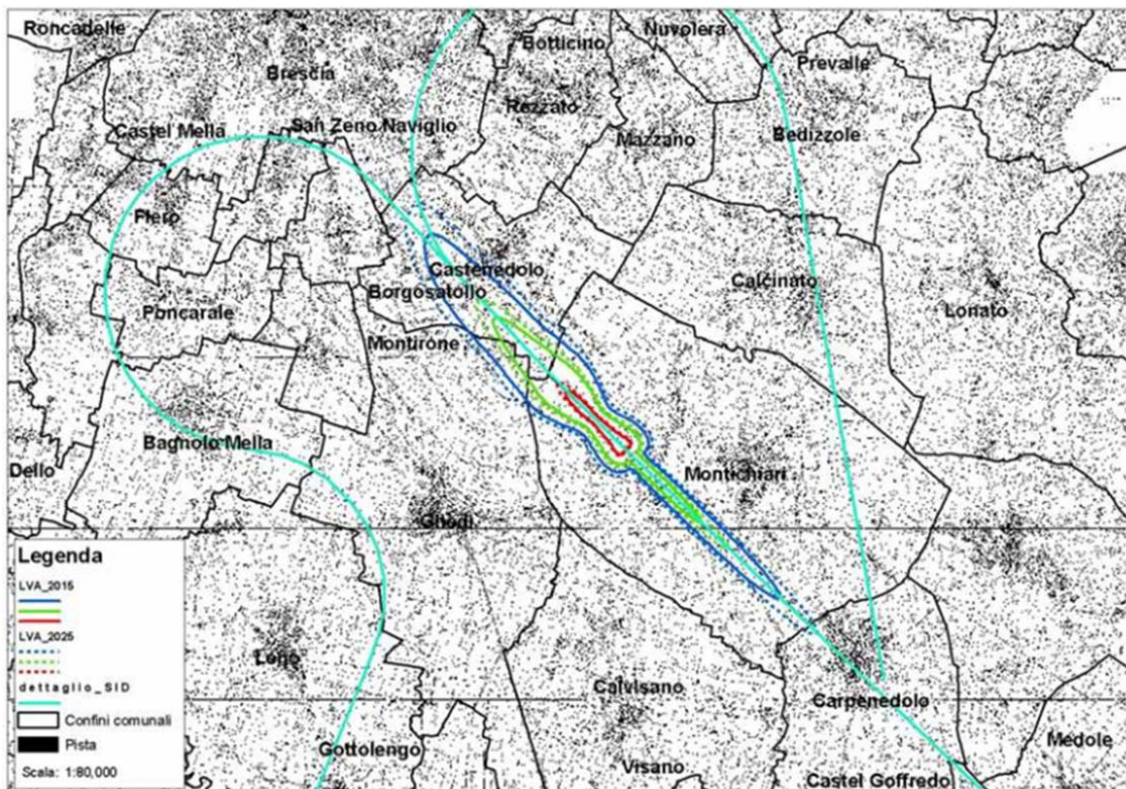 Roncadelle
Botticino
Nuvolera
Brescia
Prevalle
Rezzato
Castel Mella
San Zeno Naviglio
Mazzano
Bedizzole
Flero
Castenedolo
Borgosatollo
Calcinato
Lonato
Poncarale
Montirone
Bagnolo Mella
Dello
Montichiari
Ghedi
Legenda
LVA_2015
LVA_2025
dettaglio_SID
Confini comunali
Pista
Scala: 1:80,000
Leno
Calvisano
Carpenedolo
Gottolengo
Visano
Medole
Castel Goffredo